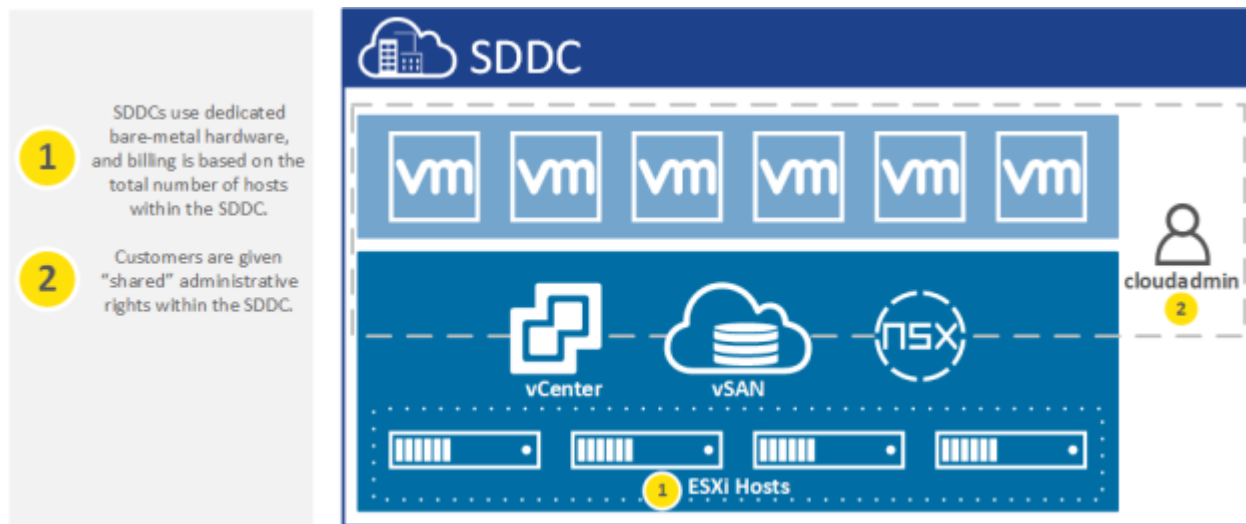 1
SDDCs use dedicated
bare-metal hardware,
and billing is based on the
total number of hosts
within the SDDC.
2
Customers are given
“shared” administrative
rights within the SDDC.
SDDC
vm vm vm vm vm vm
cloudadmin
2
nsx
vCenter vSAN
1 ESXi Hosts